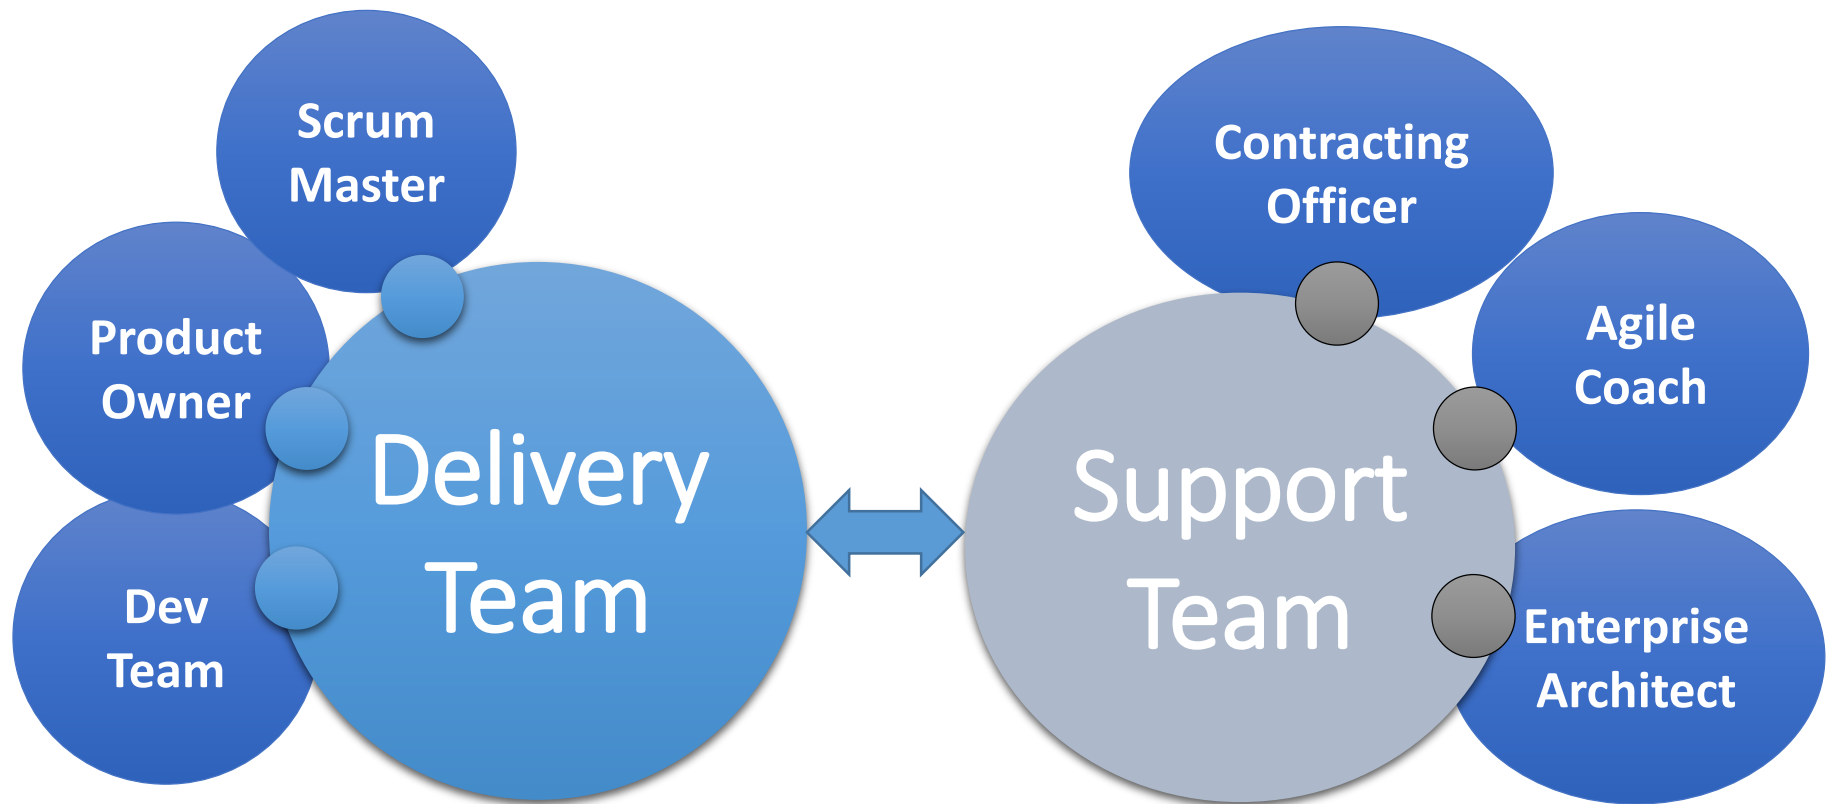 Scrum
Master
Product
Owner
Dev
Team
Delivery
Team
Support
Team
Contracting
Officer
Agile
Coach
Enterprise
Architect